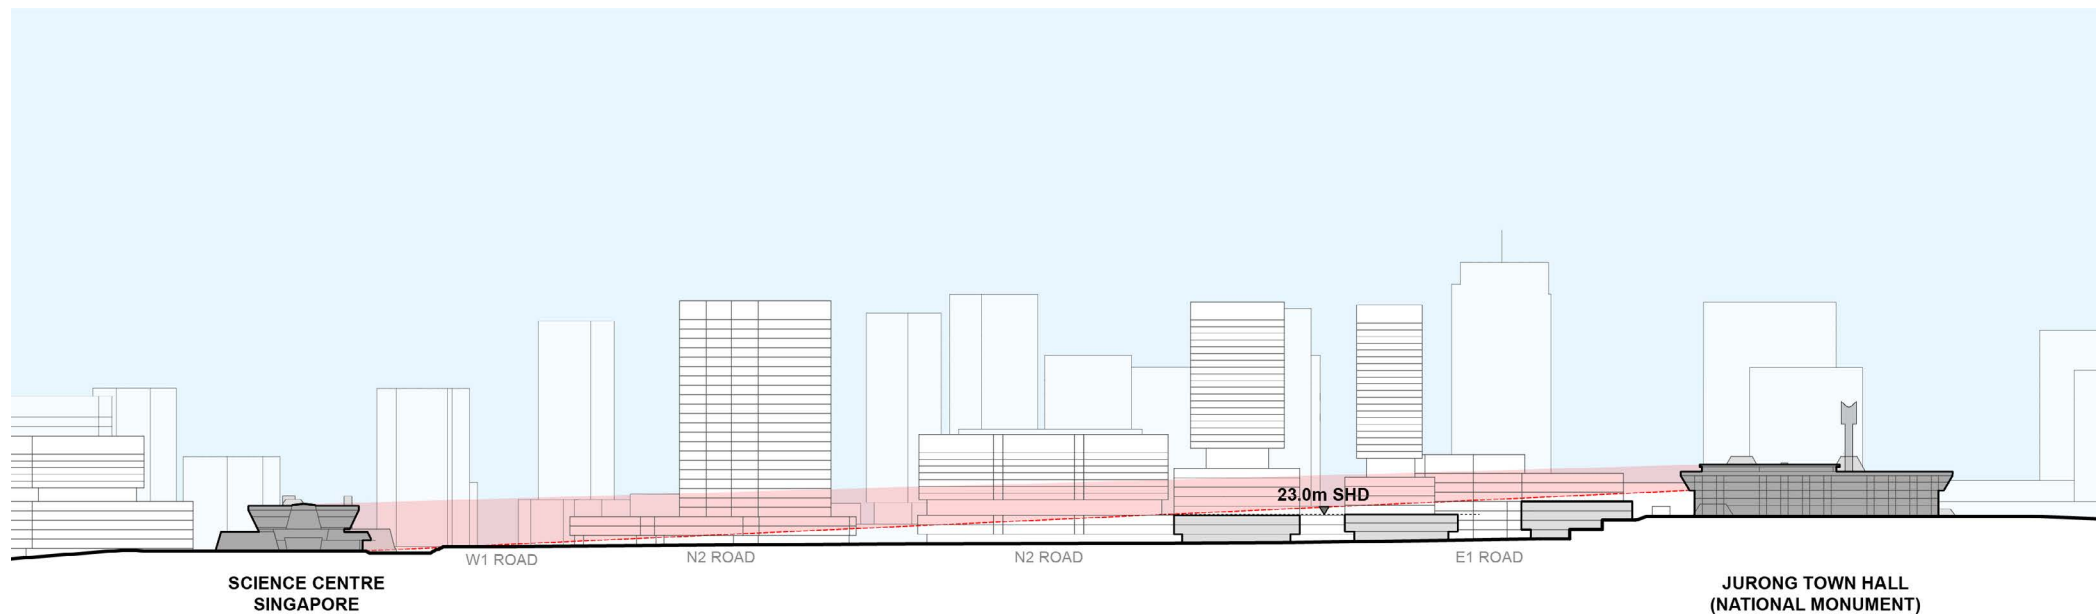 23.0m SHD
W1 ROAD
N2 ROAD
N2 ROAD
E1 ROAD
SCIENCE CENTRE
SINGAPORE
JURONG TOWN HALL
(NATIONAL MONUMENT)